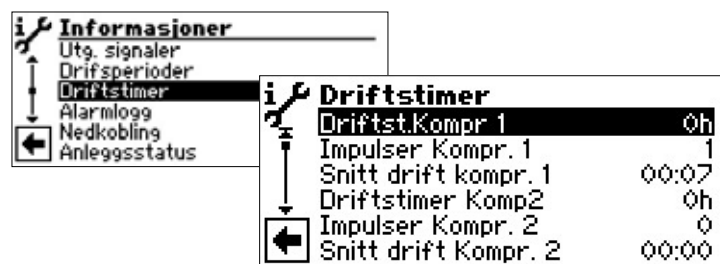 Informasjoner
Utg. signaler
Drifsperioder
Driftstimer
Alarmlogg
Nedkobling
Anleggsstatus
Driftstimer
Driftst.Kompr 1 0h
Impulser Kompr. 1 1
Snitt drift kompr. 1 00:07
Driftstimer Komp2 0h
Impulser Kompr. 2 0
Snitt drift Kompr. 2 00:00